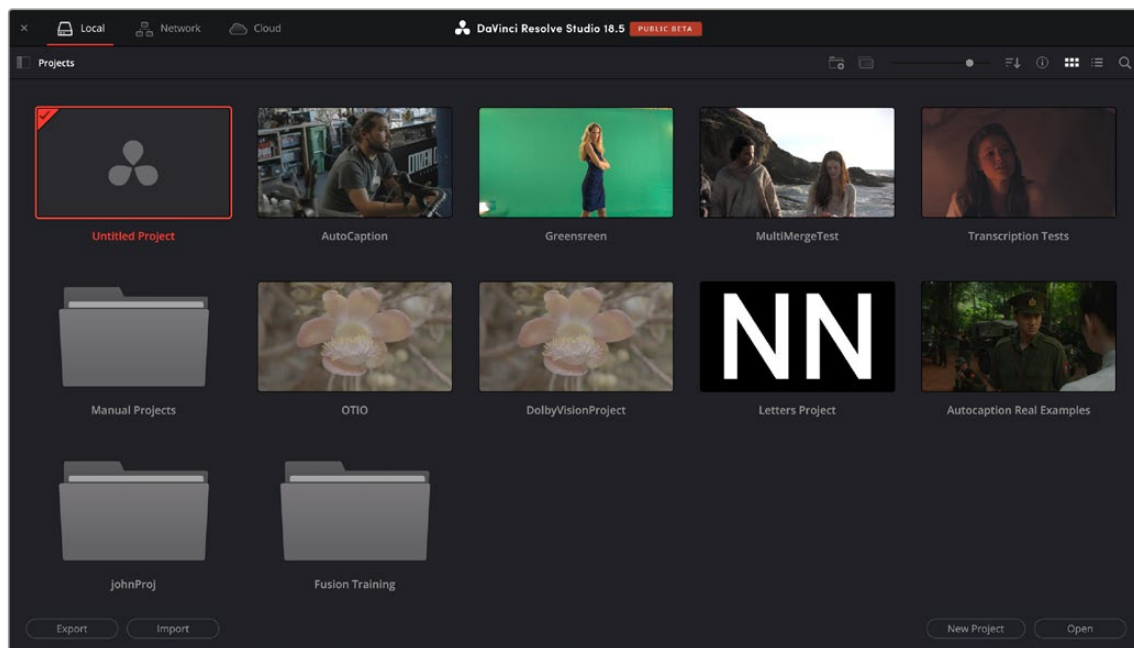 Local
Network
Cloud
DaVinci Resolve Studio 18.5
PUBLIC BETA
Projects
Untitled Project
AutoCaption
Greensreen
MultiMergeTest
Transcription Tests
Manual Projects
OTIO
DolbyVisionProject
NN
Letters Project
Autocaption Real Examples
johnProj
Fusion Training
Export
Import
New Project
Open